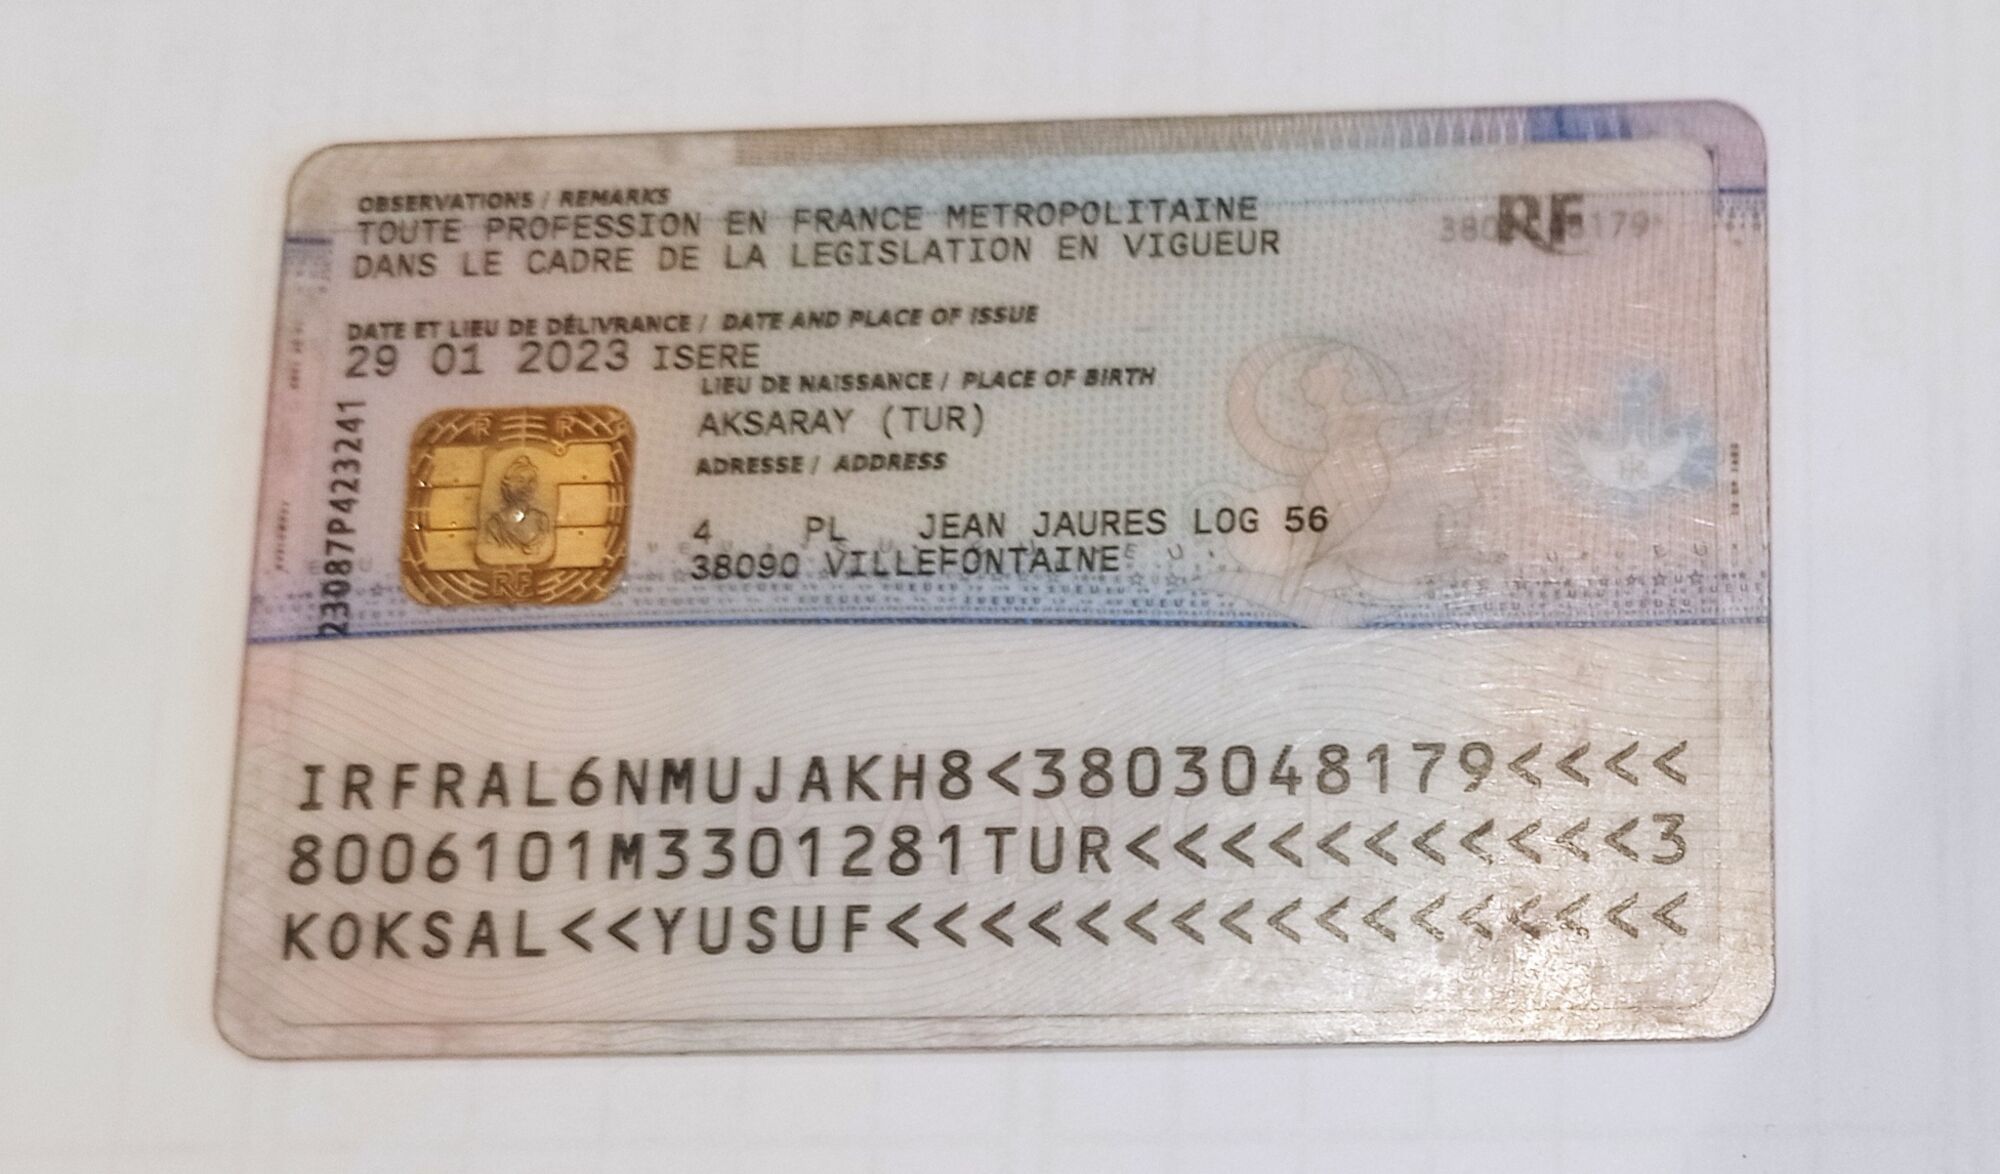 OBSERVATIONS / REMARKS
TOUTE PROFESSION EN FRANCE METROPOLITAINE
DANS LE CADRE DE LA LEGISLATION EN VIGUEUR
RF
DATE ET LIEU DE DÉLIVRANCE / DATE AND PLACE OF ISSUE
29 01 2023 ISERE
LIEU DE NAISSANCE / PLACE OF BIRTH
AKSARAY (TUR)
ADRESSE / ADDRESS
4 PL JEAN JAURES LOG 56
38090 VILLEFONTAINE
23087P423241
RF
IRFRAL6NMUJAKH8<3803048179<<<<
8006101M3301281TUR<<<<<<<<<<<3
KOKSAL<<YUSUF<<<<<<<<<<<<<<<<<